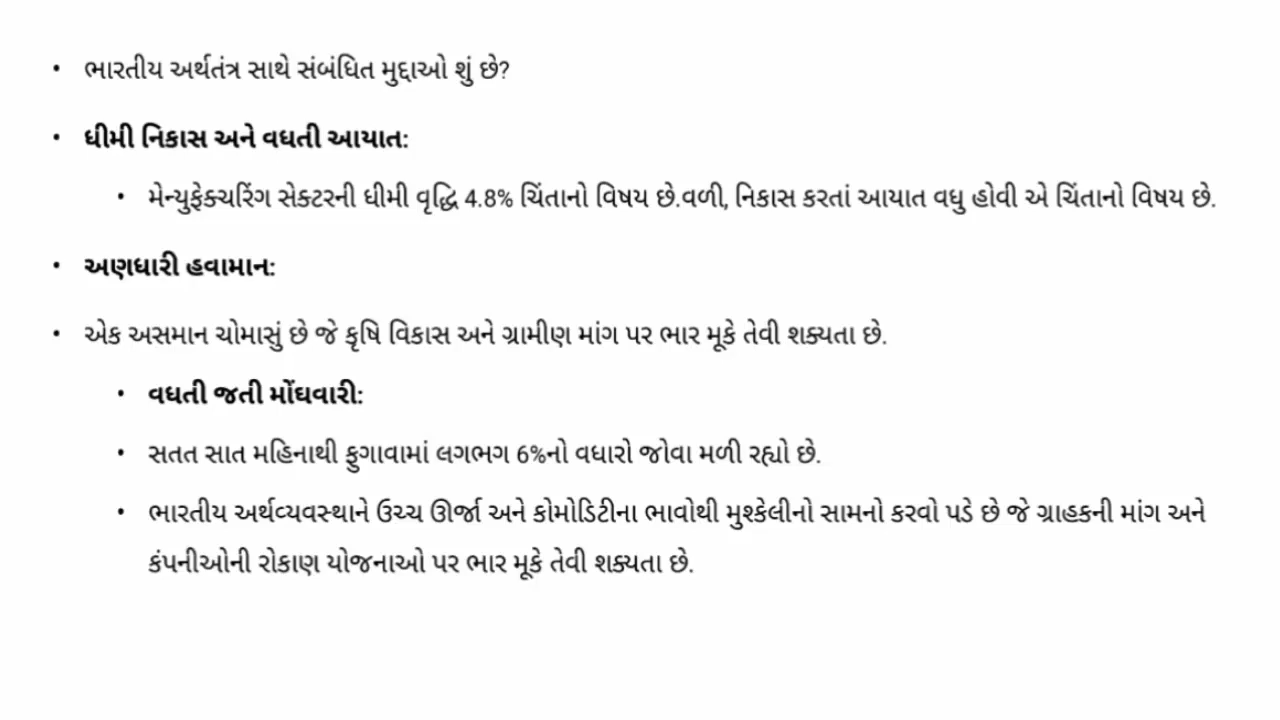 • ભારતીય અર્થતંત્ર સાથે સંબંધિત મુદ્દાઓ શું છે?
• ધીમી નિકાસ અને વધતી આયાત:
• મેન્યુફેક્ચરિંગ સેક્ટરની ધીમી વૃદ્ધિ 4.8% ચિંતાનો વિષય છે.વળી, નિકાસ કરતાં આયાત વધુ હોવી એ ચિંતાનો વિષય છે.
• અણધારી હવામાન:
• એક અસમાન ચોમાસું છે જે કૃષિ વિકાસ અને ગ્રામીણ માંગ પર ભાર મૂકે તેવી શક્યતા છે.
• વધતી જતી મોંઘવારી:
• સતત સાત મહિનાથી ફુગાવામાં લગભગ 6%નો વધારો જોવા મળી રહ્યો છે.
• ભારતીય અર્થવ્યવસ્થાને ઉચ્ચ ઊર્જા અને કોમોડિટીના ભાવોથી મુશ્કેલીનો સામનો કરવો પડે છે જે ગ્રાહકની માંગ અને
કંપનીઓની રોકાણ યોજનાઓ પર ભાર મૂકે તેવી શક્યતા છે.